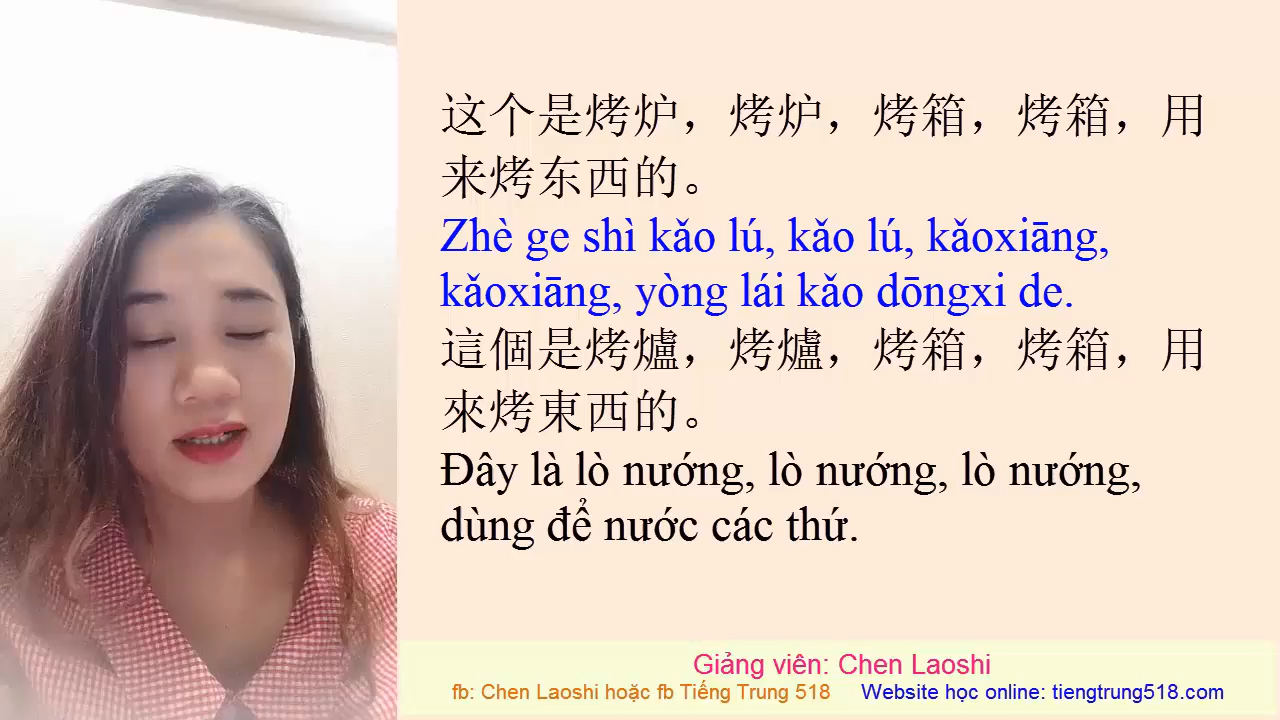 这个是烤炉，烤炉，烤箱，烤箱，用
来烤东西的。
Zhè ge shì kǎo lú, kǎo lú, kǎoxiāng,
kǎoxiāng, yòng lái kǎo dōngxi de.
這個是烤爐，烤爐，烤箱，烤箱，用
來烤東西的。
Đây là lò nướng, lò nướng, lò nướng,
dùng để nước các thứ.
Giảng viên: Chen Laoshi
fb: Chen Laoshi hoặc fb Tiếng Trung 518 Website học online: tiengtrung518.com